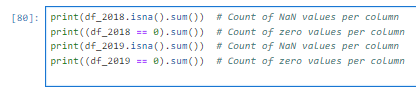 [80]: print(df_2018.isna().sum())  # Count of NaN values per column
print((df_2018 == 0).sum())  # Count of zero values per column
print(df_2019.isna().sum())  # Count of NaN values per column
print((df_2019 == 0).sum())  # Count of zero values per column